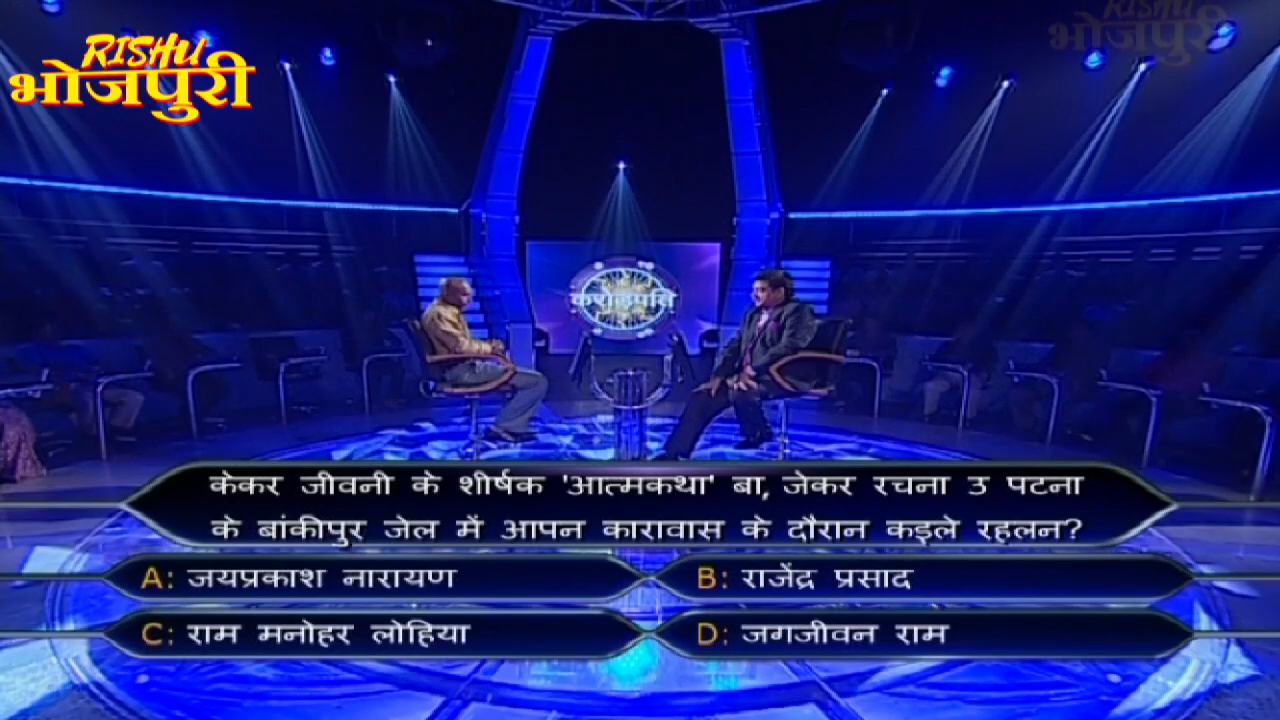 RISHU
भोजपुरी
RISHU
भोजपुरी
करोड़पति
केकर जीवनी के शीर्षक 'आत्मकथा' बा, जेकर रचना उ पटना
के बांकीपुर जेल में आपन कारावास के दौरान कइले रहलन?
A: जयप्रकाश नारायण
B: राजेंद्र प्रसाद
C: राम मनोहर लोहिया
D: जगजीवन राम